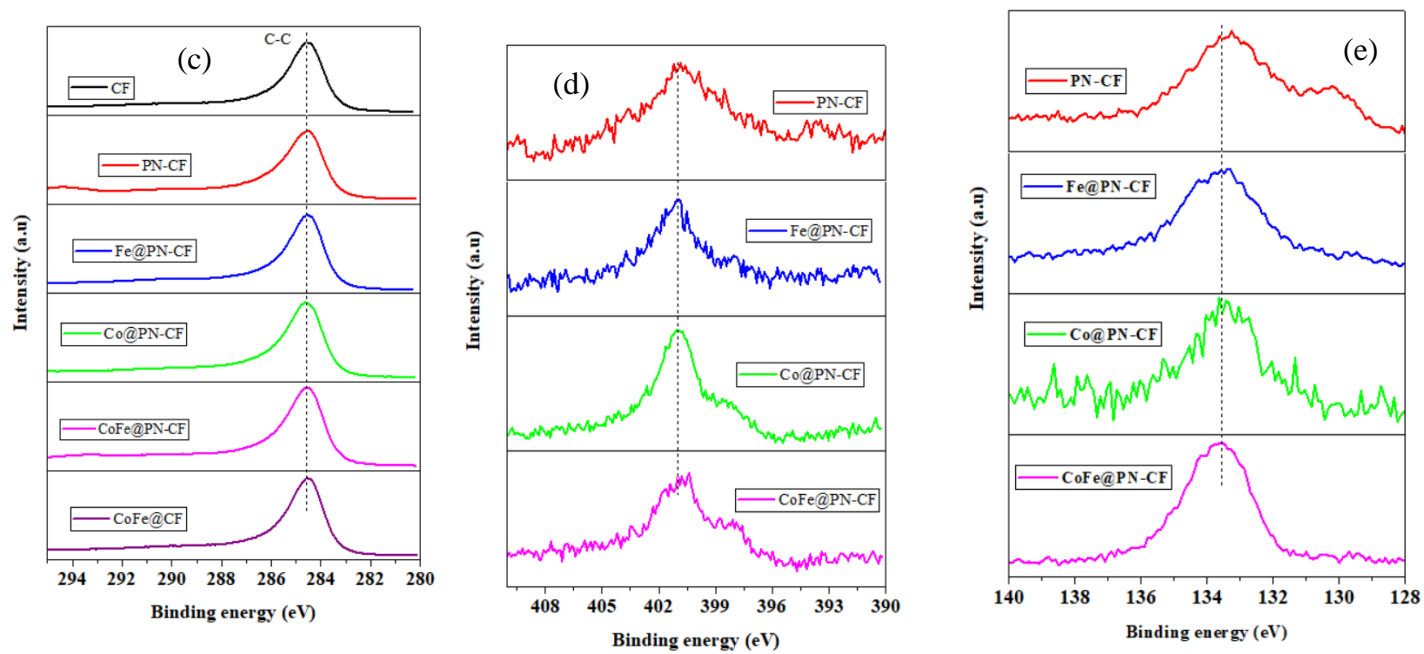 (c)
C-C
CF
PN-CF
Fe@PN-CF
Co@PN-CF
CoFe@PN-CF
CoFe@CF
Intensity (a.u)
294 292 290 288 286 284 282 280
Binding energy (eV)
(d)
PN-CF
Fe@PN-CF
Co@PN-CF
CoFe@PN-CF
Intensity (a.u)
408 405 402 399 396 393 390
Binding energy (eV)
(e)
PN-CF
Fe@PN-CF
Co@PN-CF
CoFe@PN-CF
Intensity (a.u)
140 138 136 134 132 130 128
Binding energy (eV)